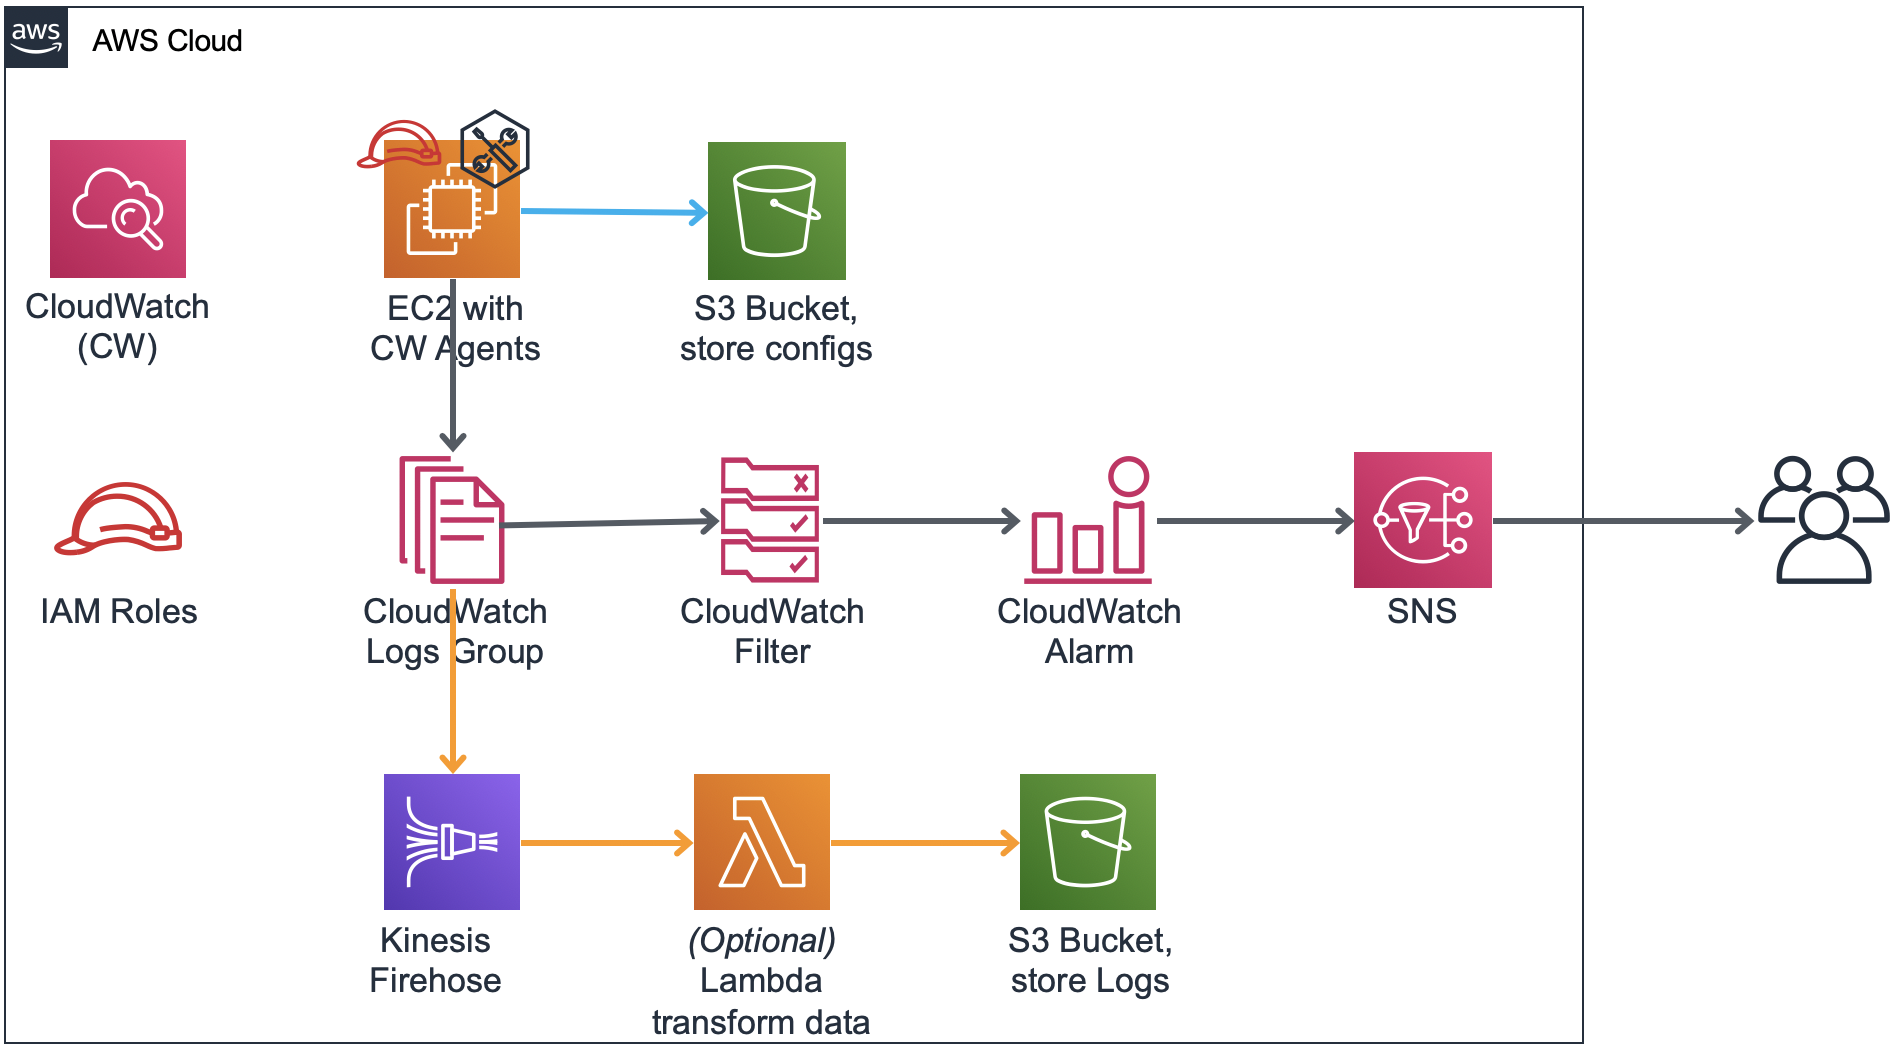 aws
AWS Cloud
CloudWatch
(CW)
EC2 with
CW Agents
S3 Bucket,
store configs
IAM Roles
CloudWatch
Logs Group
CloudWatch
Filter
CloudWatch
Alarm
SNS
Kinesis
Firehose
(Optional)
Lambda
transform data
S3 Bucket,
store Logs